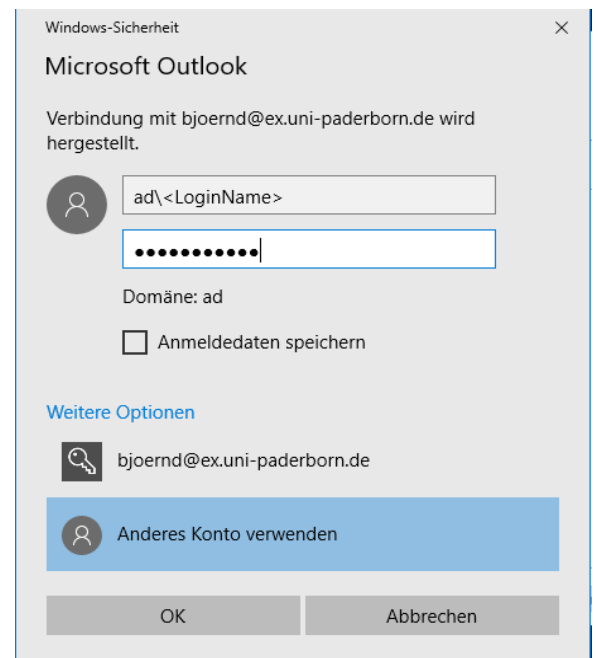 Windows-Sicherheit
Microsoft Outlook
Verbindung mit bjoernd@ex.uni-paderborn.de wird
hergestellt.
ad\<LoginName>
●●●●●●●●●●●
Domäne: ad
Anmeldedaten speichern
Weitere Optionen
bjoernd@ex.uni-paderborn.de
Anderes Konto verwenden
OK Abbrechen